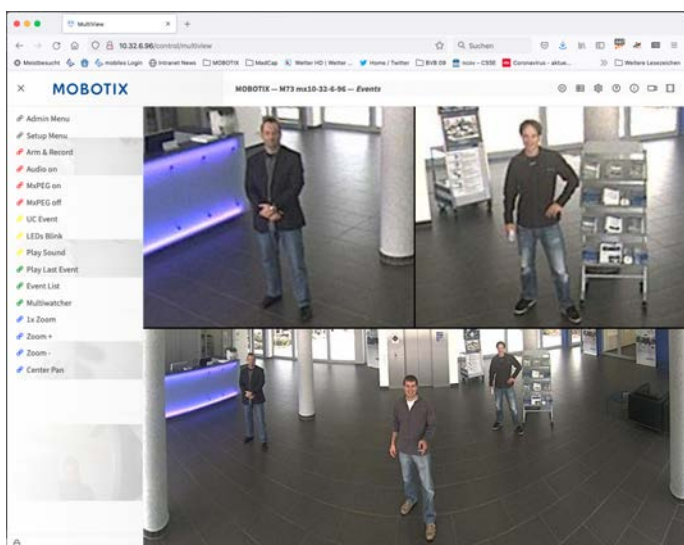 MultiView
10.32.6.96/control/multiview
Suchen
Meistbesucht
mobiles Login
Intranet News
MOBOTIX
MadCap
Wetter HD | Wetter ...
Home / Twitter
BVB 09
ncov – CSSE
Coronavirus - aktue...
Weitere Lesezeichen
MOBOTIX
MOBOTIX — M73 mx10-32-6-96 — Events
Admin Menu
Setup Menu
Arm & Record
Audio on
MxPEG on
MxPEG off
UC Event
LEDs Blink
Play Sound
Play Last Event
Event List
Multiwatcher
1x Zoom
Zoom +
Zoom -
Center Pan